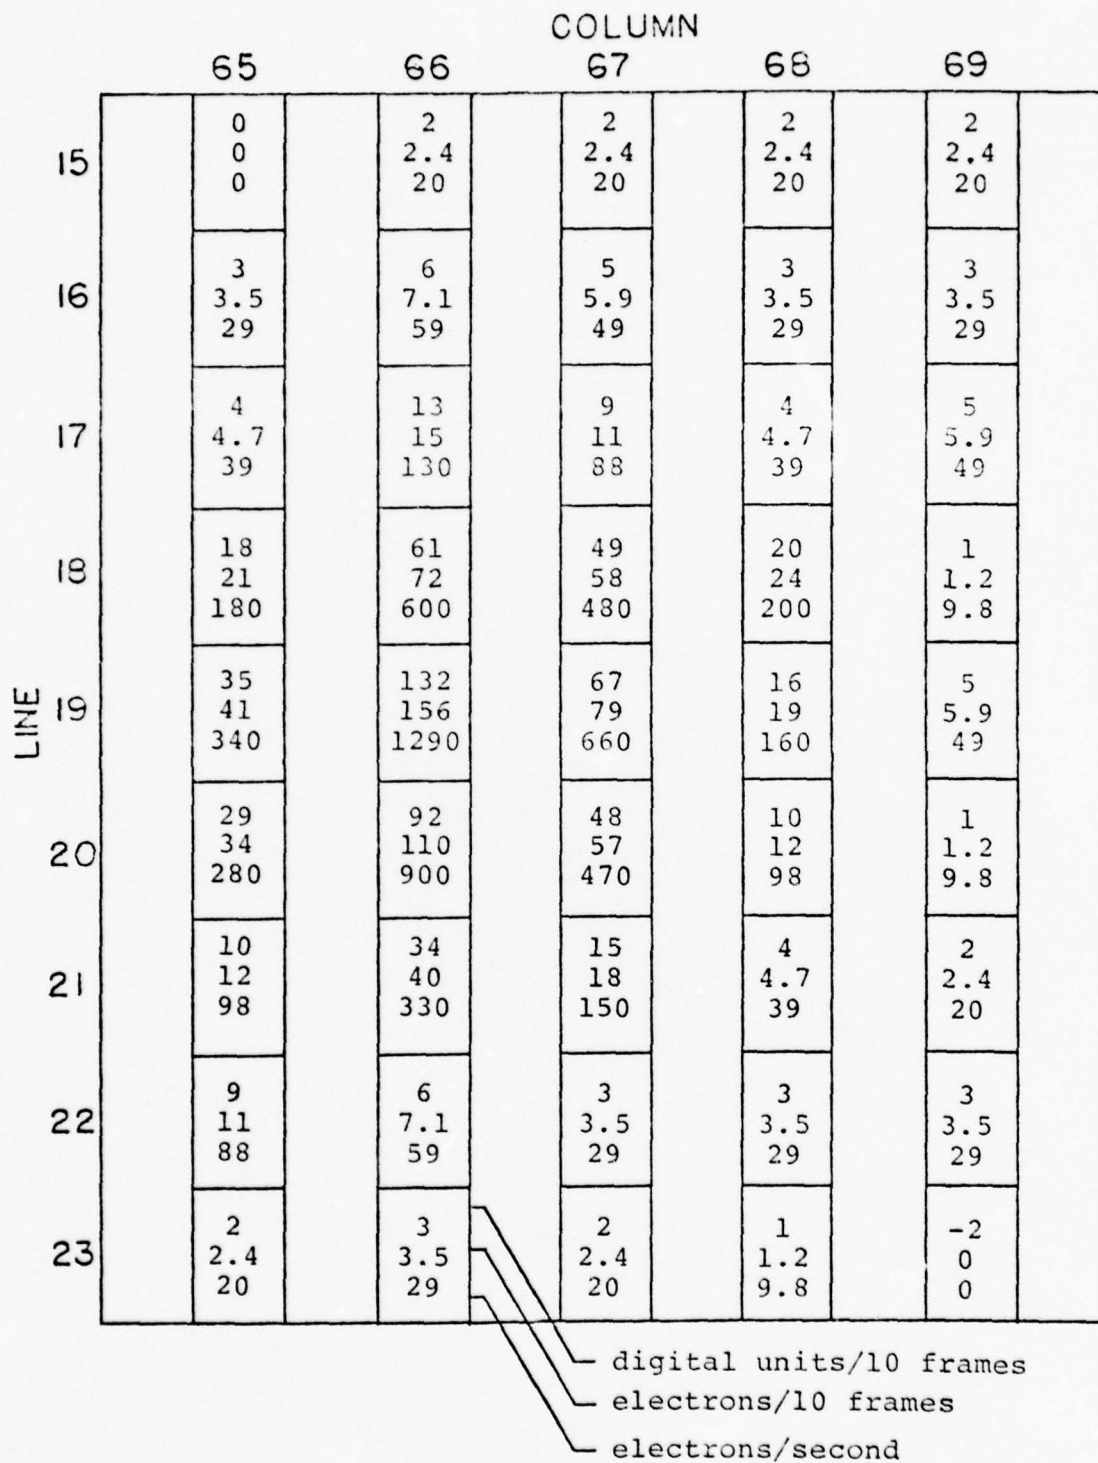 COLUMN
65 66 67 68 69
0 2 2 2 2
15 0 2.4 2.4 2.4 2.4
0 20 20 20 20
3 6 5 3 3
16 3.5 7.1 5.9 3.5 3.5
29 59 49 29 29
4 13 9 4 5
17 4.7 15 11 4.7 5.9
39 130 88 39 49
18 61 49 20 1
18 21 72 58 24 1.2
180 600 480 200 9.8
35 132 67 16 5
LINE 19 41 156 79 19 5.9
340 1290 660 160 49
29 92 48 10 1
20 34 110 57 12 1.2
280 900 470 98 9.8
10 34 15 4 2
21 12 40 18 4.7 2.4
98 330 150 39 20
9 6 3 3 3
22 11 7.1 3.5 3.5 3.5
88 59 29 29 29
2 3 2 1 -2
23 2.4 3.5 2.4 1.2 0
20 29 20 9.8 0
digital units/10 frames
electrons/10 frames
electrons/second